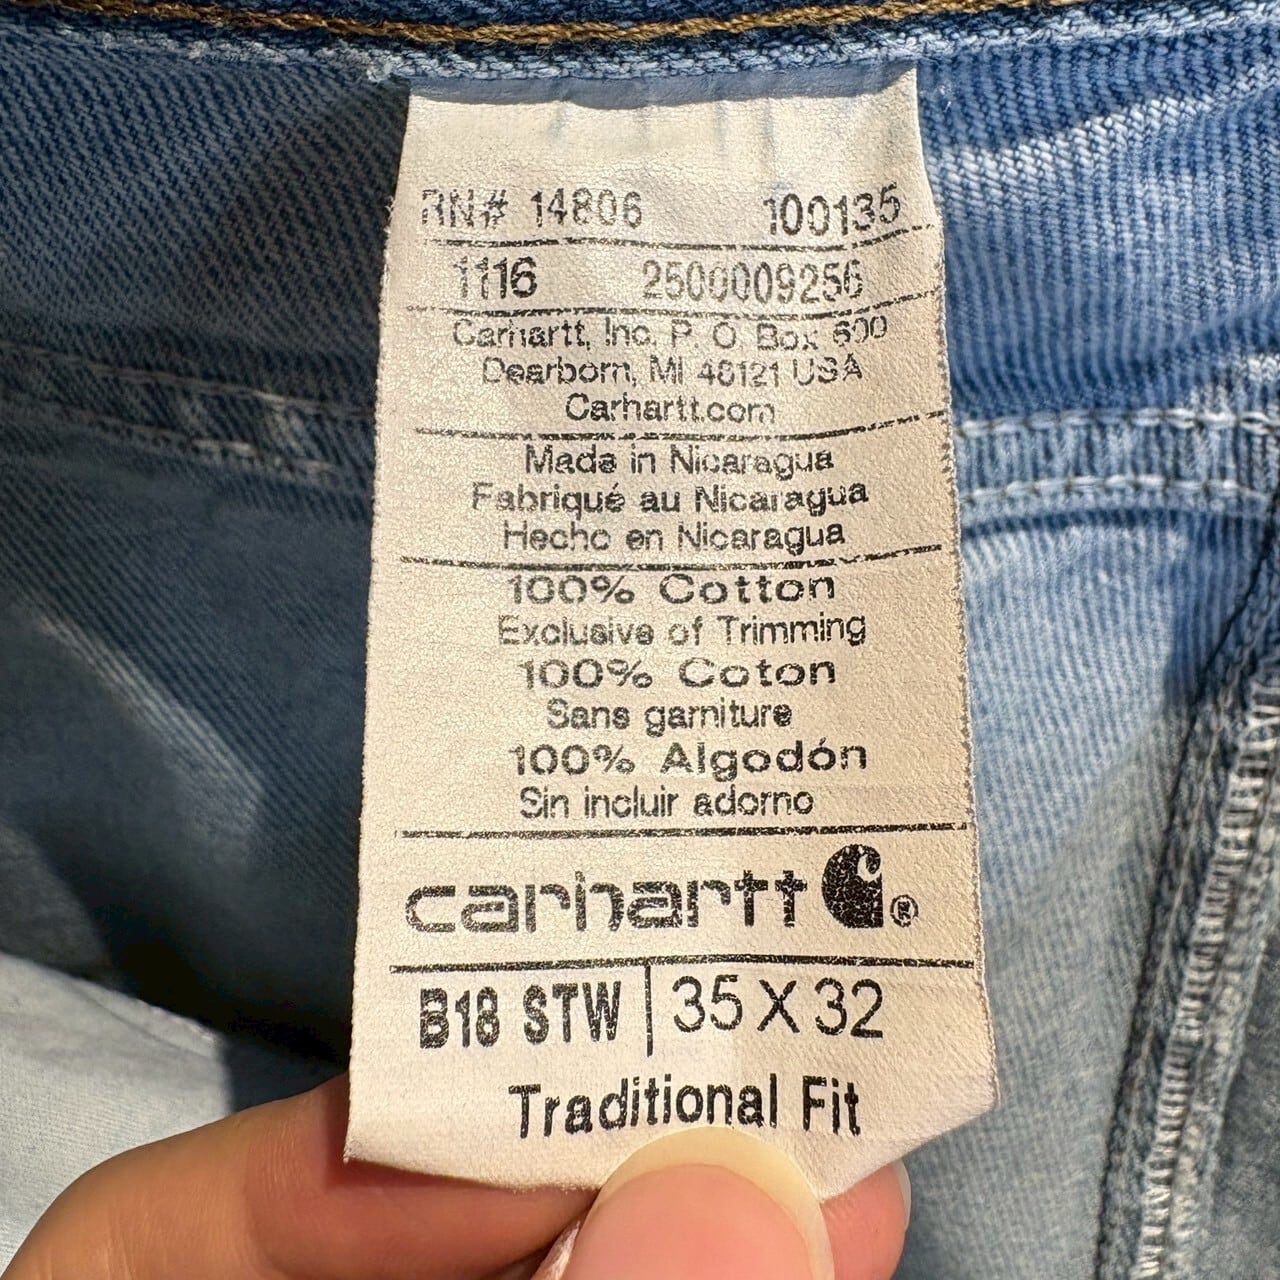 RN# 14806 100135
1116 2500009256
Carhartt, Inc. P. O. Box 600
Dearborn, MI 48121 USA
Carhartt.com
Made in Nicaragua
Fabriqué au Nicaragua
Hecho en Nicaragua
100% Cotton
Exclusive of Trimming
100% Coton
Sans garniture
100% Algodón
Sin incluir adorno
carhartt ®
B18 STW | 35 X 32
Traditional Fit